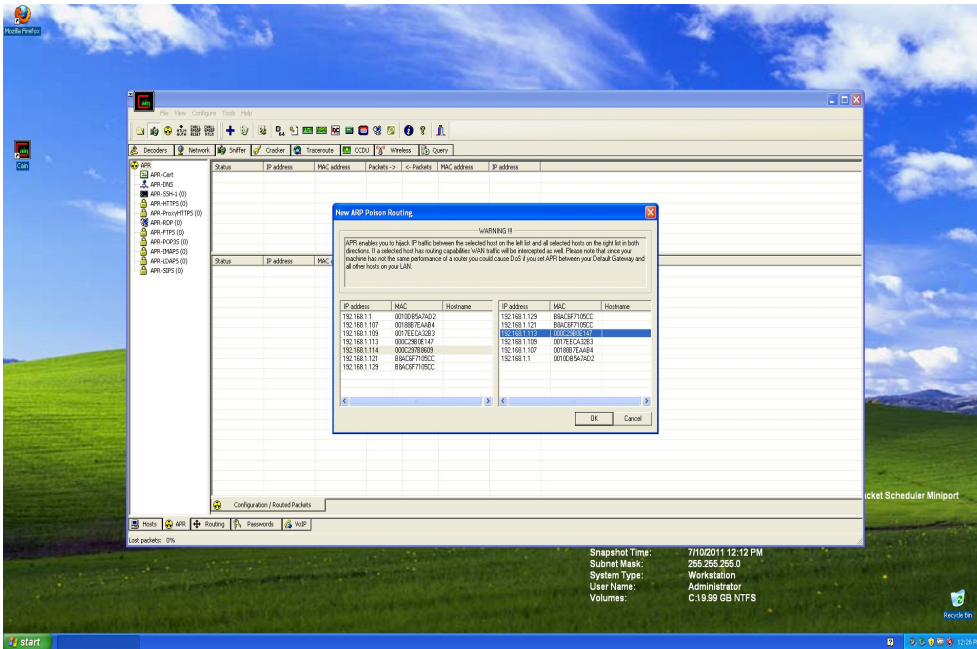 Mozilla Firefox
Cain
File View Configure Tools Help
Decoders Network Sniffer Cracker Traceroute CCDU Wireless Query
APR
APR-Cert
APR-DNS
APR-SSH-1 (0)
APR-HTTPS (0)
APR-ProxyHTTPS (0)
APR-RDP (0)
APR-FTPS (0)
APR-POP3S (0)
APR-IMAPS (0)
APR-LDAPS (0)
APR-SIPS (0)
Status IP address MAC address Packets -> <- Packets MAC address IP address
Status IP address
New ARP Poison Routing
WARNING !!!
APR enables you to hijack IP traffic between the selected host on the left list and all selected hosts on the right list in both
directions. If a selected host has routing capabilities WAN traffic will be intercepted as well. Please note that since your
machine has not the same performance of a router you could cause DoS if you set APR between your Default Gateway and
all other hosts on your LAN.
IP address MAC Hostname
192.168.1.1 0010DB5A7AD2
192.168.1.107 00188B7EAAB4
192.168.1.109 0017EECA32B3
192.168.1.113 000C29B0E147
192.168.1.114 000C297B8609
192.168.1.121 B8AC6F7105CC
192.168.1.129 B8AC6F7105CC
IP address MAC Hostname
192.168.1.129 B8AC6F7105CC
192.168.1.121 B8AC6F7105CC
192.168.1.113 000C29B0E147
192.168.1.109 0017EECA32B3
192.168.1.107 00188B7EAAB4
192.168.1.1 0010DB5A7AD2
OK Cancel
Configuration / Routed Packets
Hosts APR Routing Passwords VoIP
Lost packets: 0%
cket Scheduler Miniport
Snapshot Time: 7/10/2011 12:12 PM
Subnet Mask: 255.255.255.0
System Type: Workstation
User Name: Administrator
Volumes: C:\9.99 GB NTFS
Recycle Bin
start
12:26 P